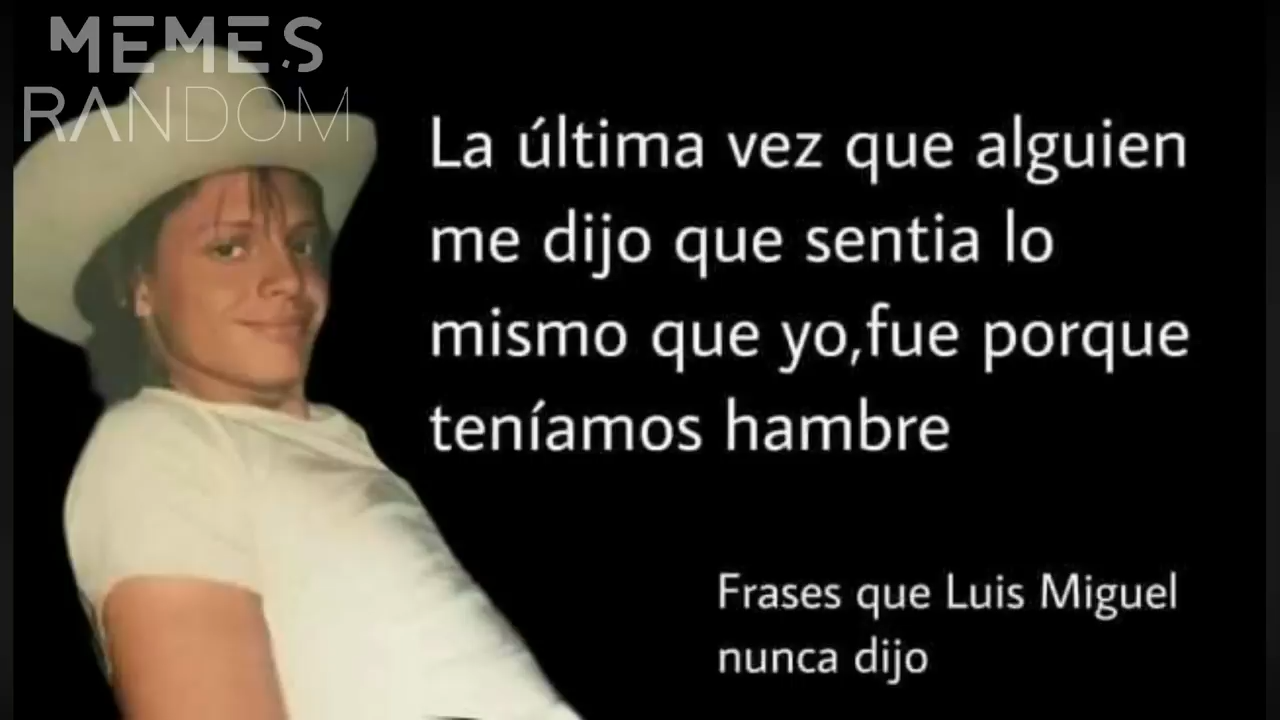 MEMES
RANDOM
La última vez que alguien
me dijo que sentia lo
mismo que yo,fue porque
teníamos hambre
Frases que Luis Miguel
nunca dijo